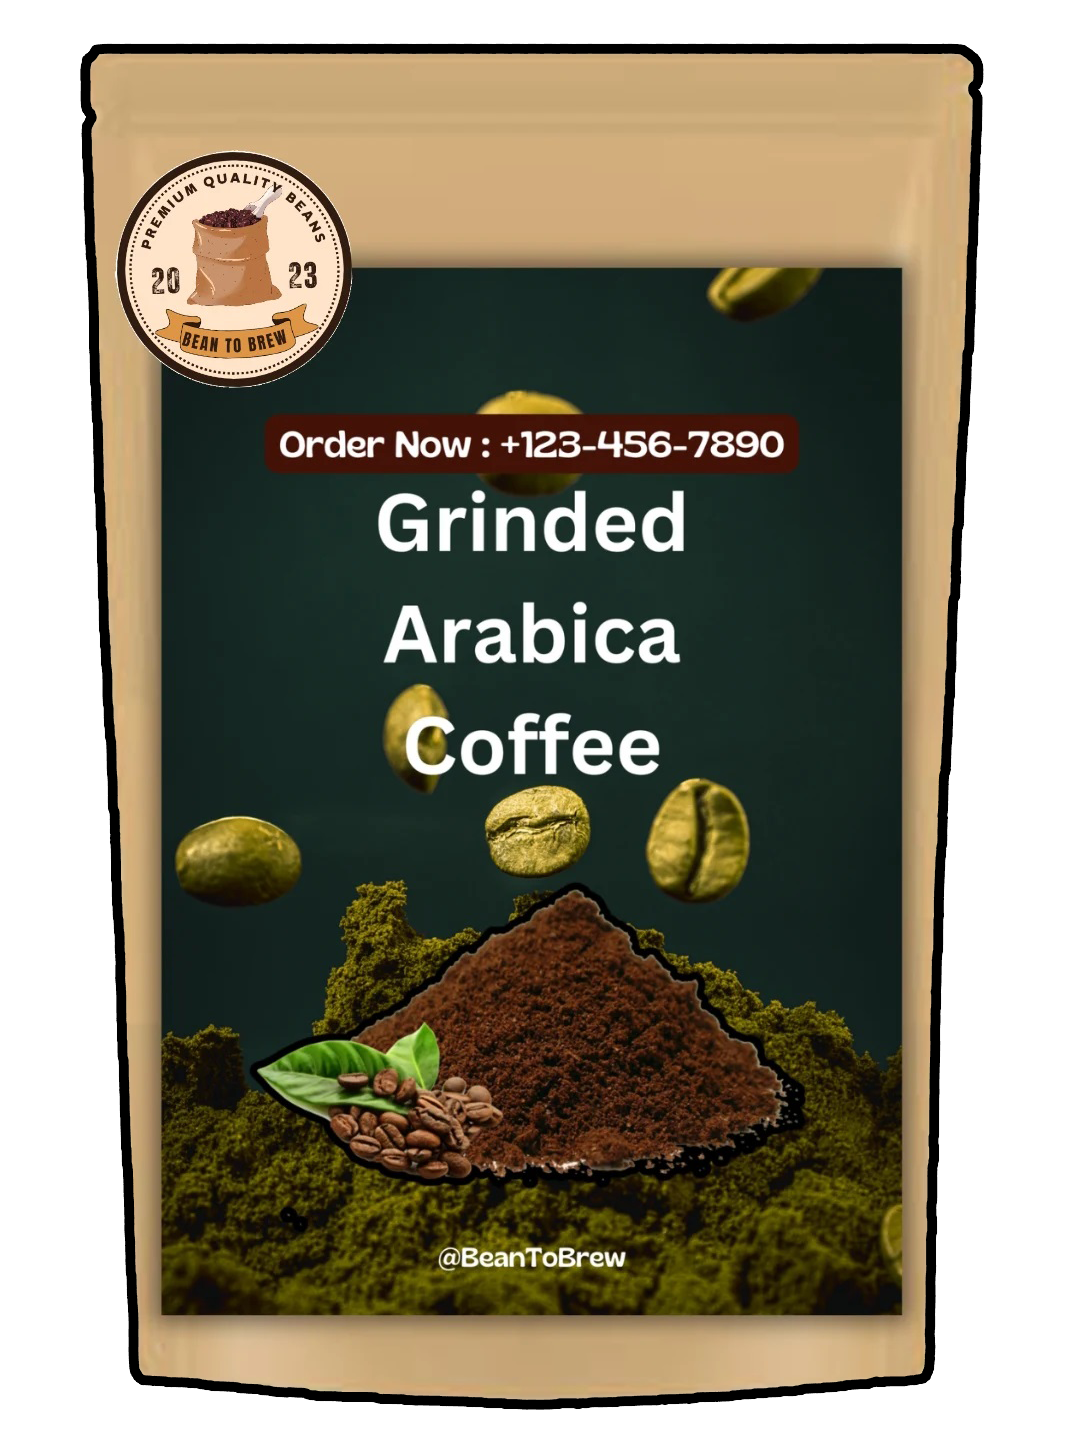 PREMIUM QUALITY BEANS
20 23
BEAN TO BREW
Order Now : +123-456-7890
Grinded
Arabica
Coffee
@BeanToBrew